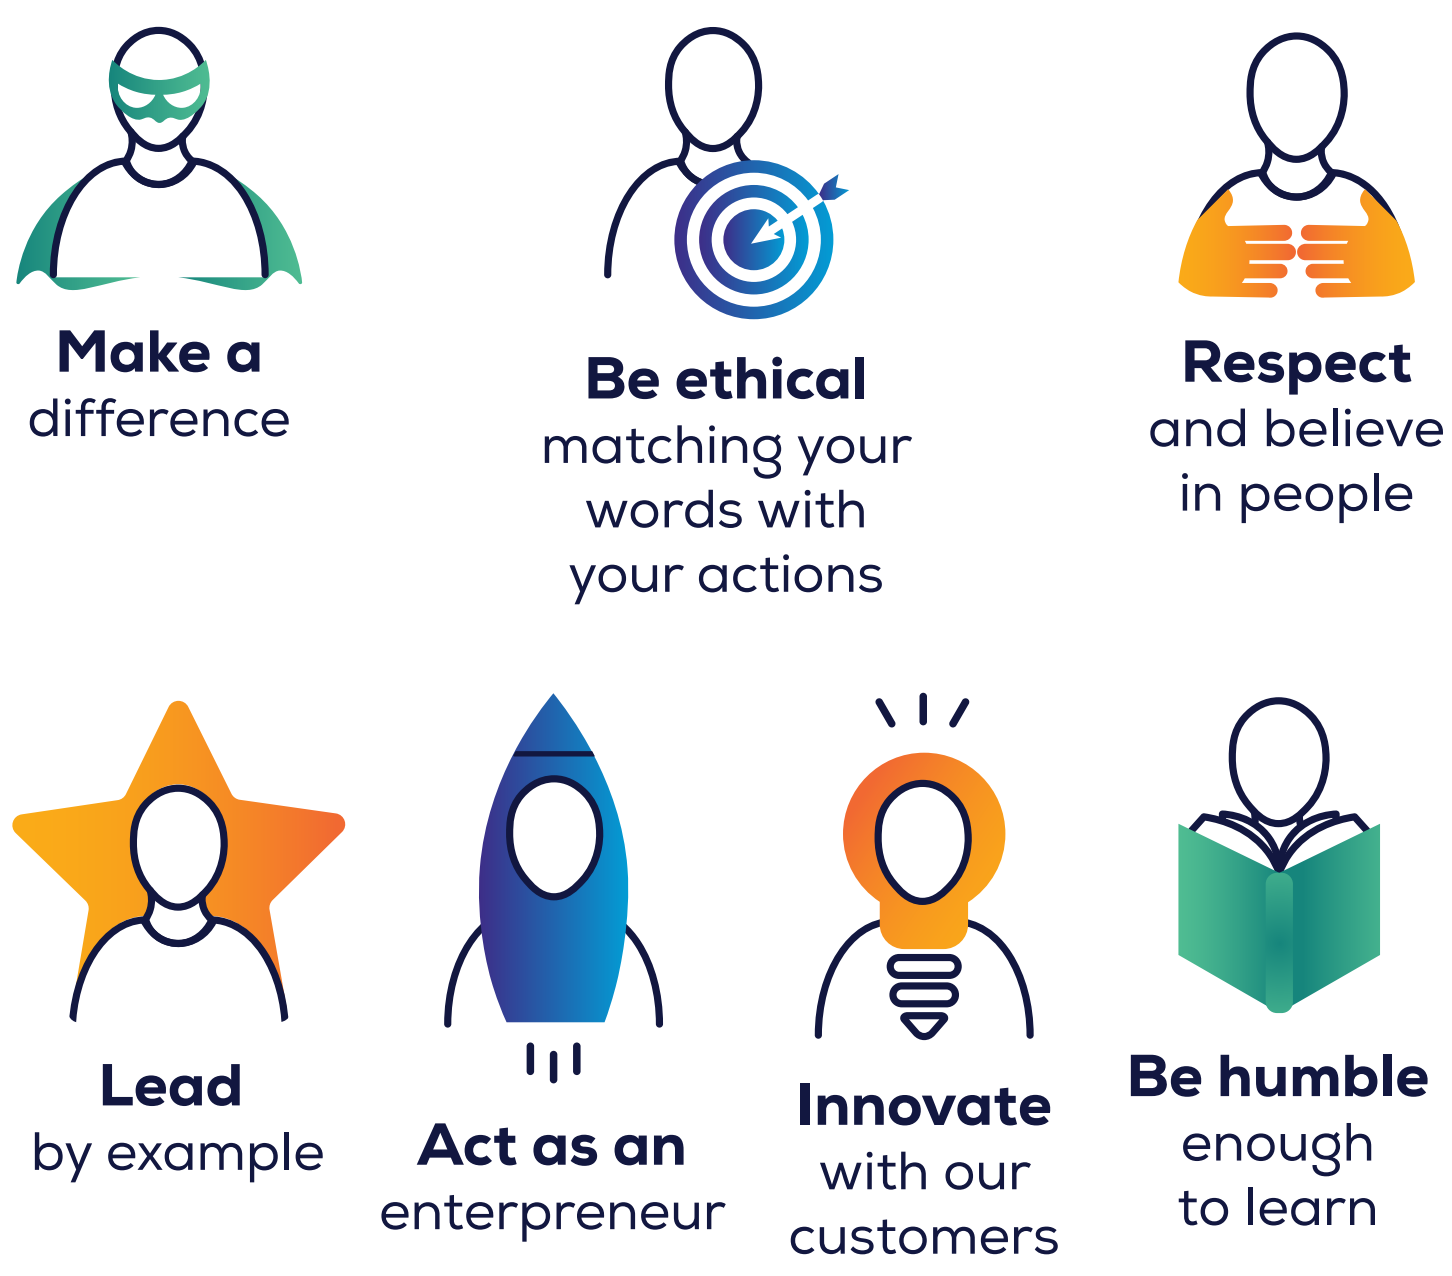 Make a
difference
Be ethical
matching your
words with
your actions
Respect
and believe
in people
Lead
by example
Act as an
enterpreneur
Innovate
with our
customers
Be humble
enough
to learn